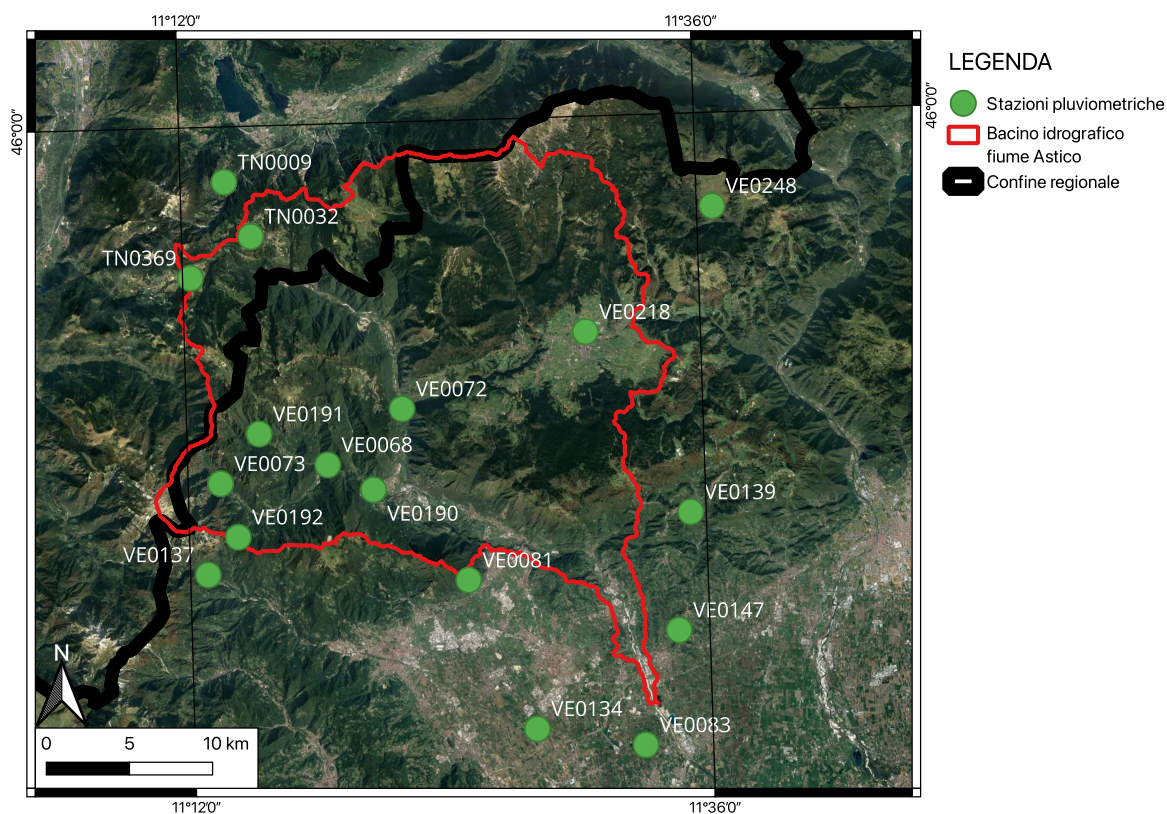 11°12'0" 11°36'0"
LEGENDA
Stazioni pluviometriche
Bacino idrografico
fiume Astico
Confine regionale
46°0'0" 46°0'0"
TN0009
VE0248
TN0032
TN0369
VE0218
VE0072
VE0191
VE0068
VE0073
VE0139
VE0190
VE0192
VE0137
VE0081
VE0147
N
VE0134
VE0083
0 5 10 km
11°12'0" 11°36'0"